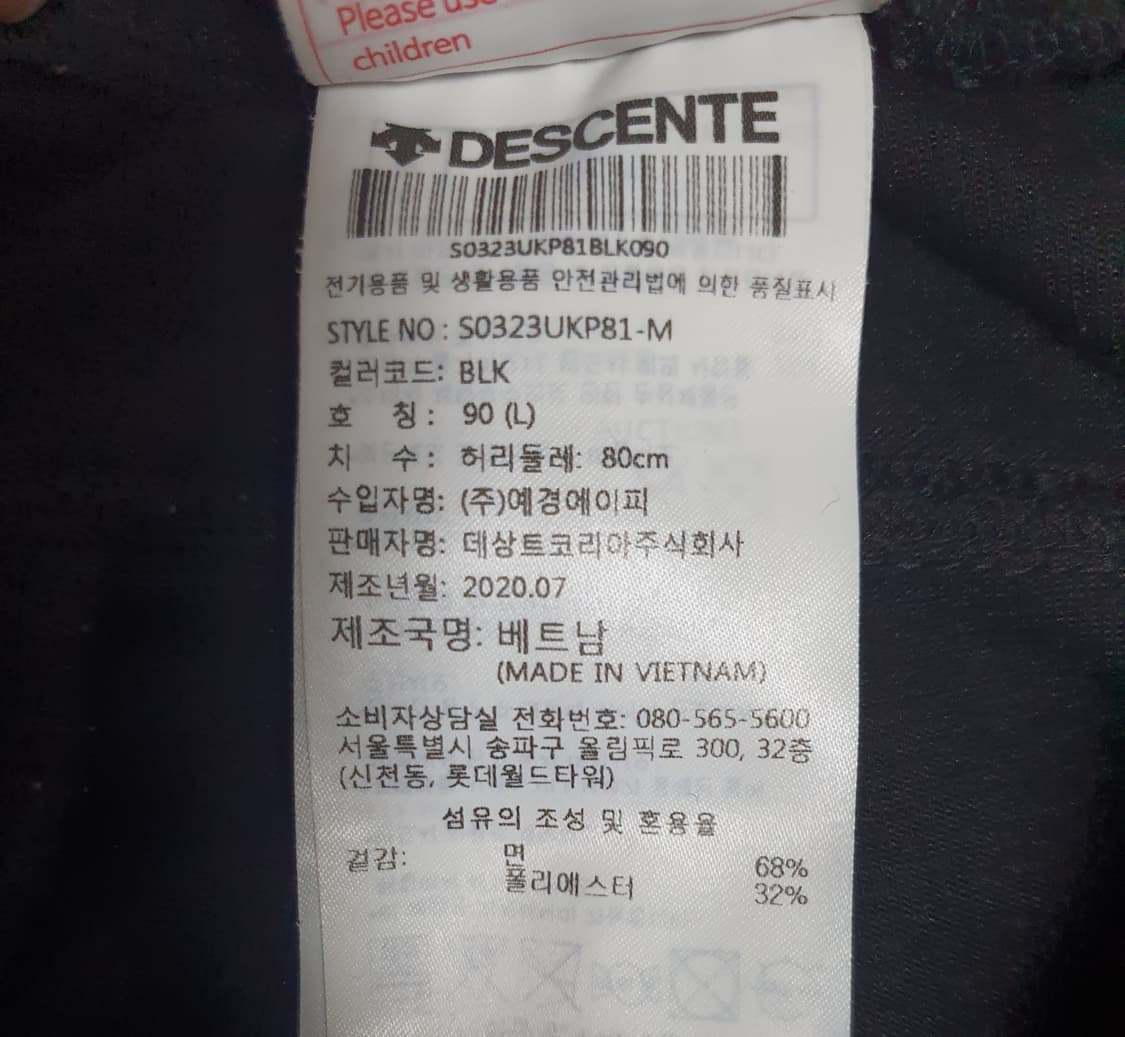 Please use
children
DESCENTE
S0323UKP81BLK090
전기용품 및 생활용품 안전관리법에 의한 품질표시
STYLE NO : S0323UKP81-M
컬러코드: BLK
호 칭 : 90 (L)
치 수 : 허리둘레: 80cm
수입자명: (주)예경에이피
판매자명: 데상트코리아주식회사
제조년월: 2020.07
제조국명: 베트남
(MADE IN VIETNAM)
소비자상담실 전화번호: 080-565-5600
서울특별시 송파구 올림픽로 300, 32층
(신천동, 롯데월드타워)
섬유의 조성 및 혼용율
겉감: 면 68%
폴리에스터 32%